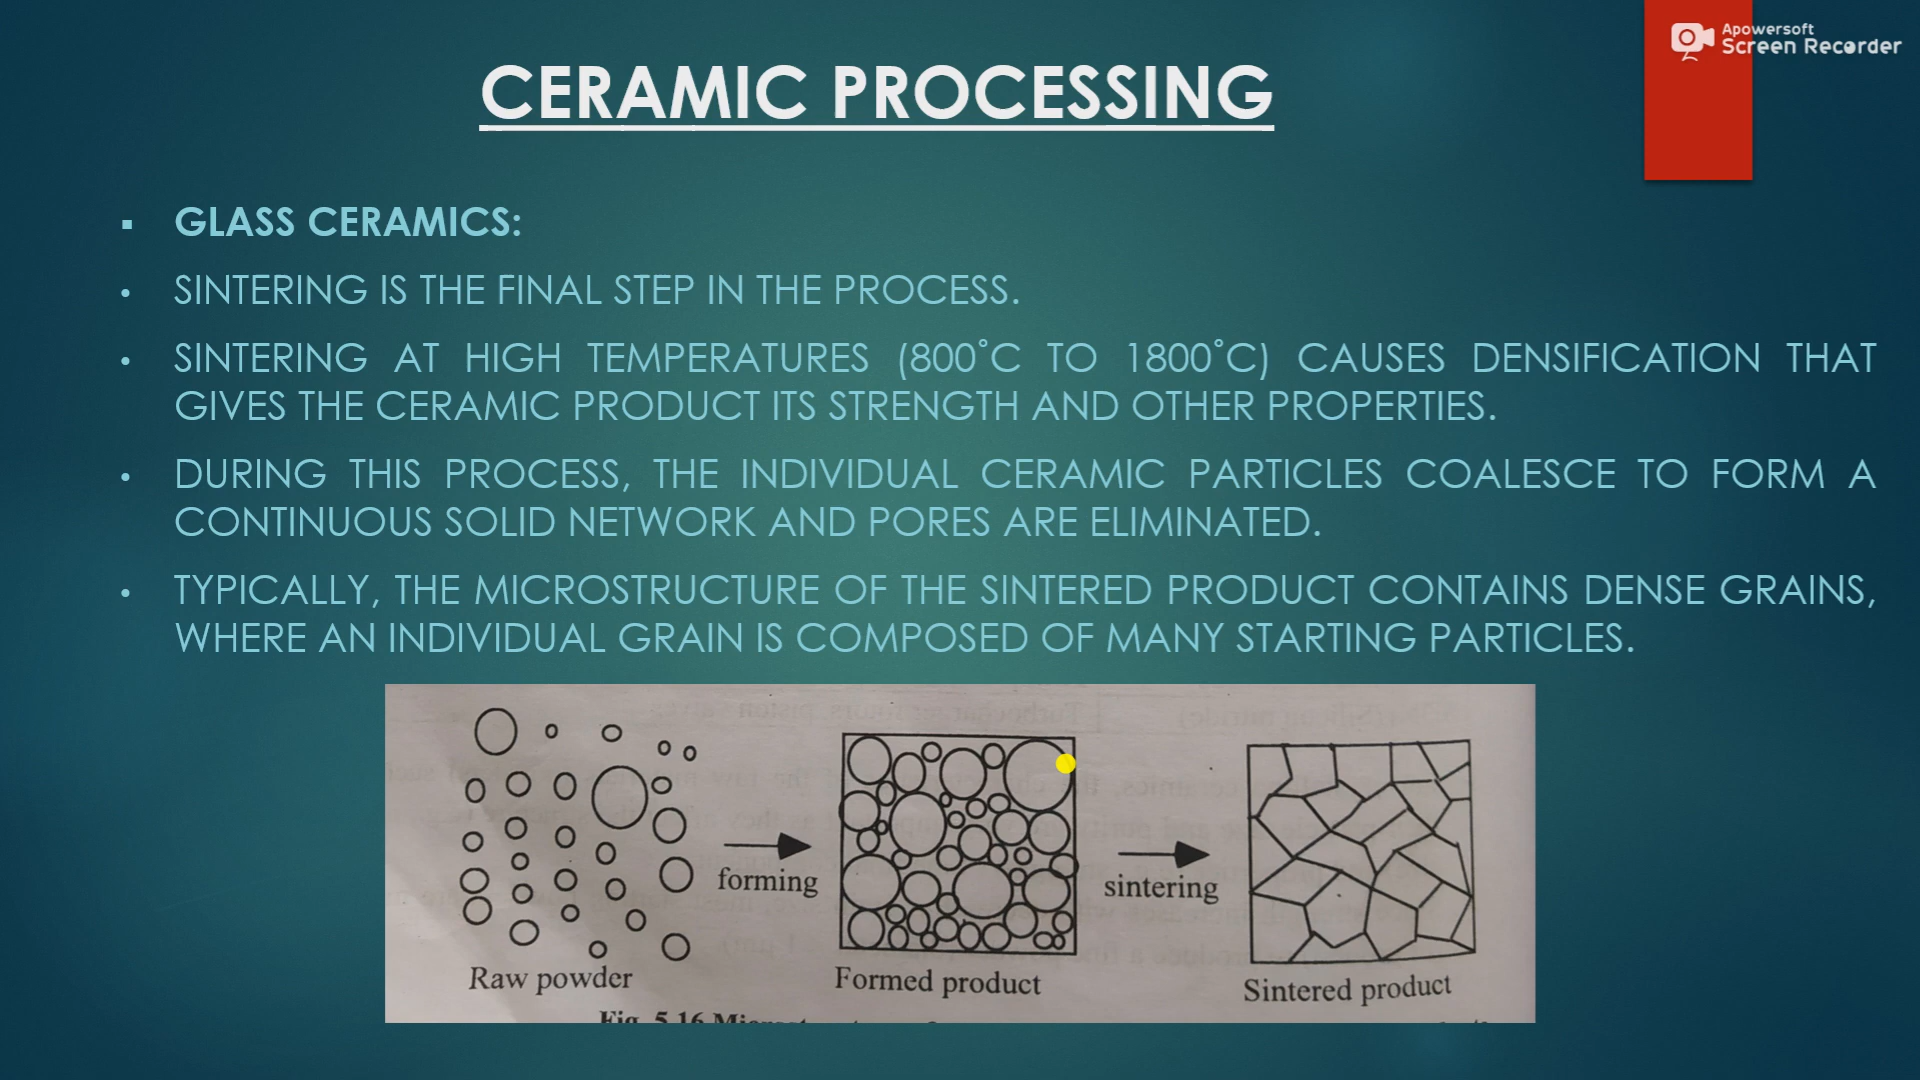 Apowersoft
Screen Recorder
CERAMIC PROCESSING
▪ GLASS CERAMICS:
• SINTERING IS THE FINAL STEP IN THE PROCESS.
• SINTERING AT HIGH TEMPERATURES (800˚C TO 1800˚C) CAUSES DENSIFICATION THAT
GIVES THE CERAMIC PRODUCT ITS STRENGTH AND OTHER PROPERTIES.
• DURING THIS PROCESS, THE INDIVIDUAL CERAMIC PARTICLES COALESCE TO FORM A
CONTINUOUS SOLID NETWORK AND PORES ARE ELIMINATED.
• TYPICALLY, THE MICROSTRUCTURE OF THE SINTERED PRODUCT CONTAINS DENSE GRAINS,
WHERE AN INDIVIDUAL GRAIN IS COMPOSED OF MANY STARTING PARTICLES.
forming
sintering
Raw powder
Formed product
Sintered product
Fig. 5.16